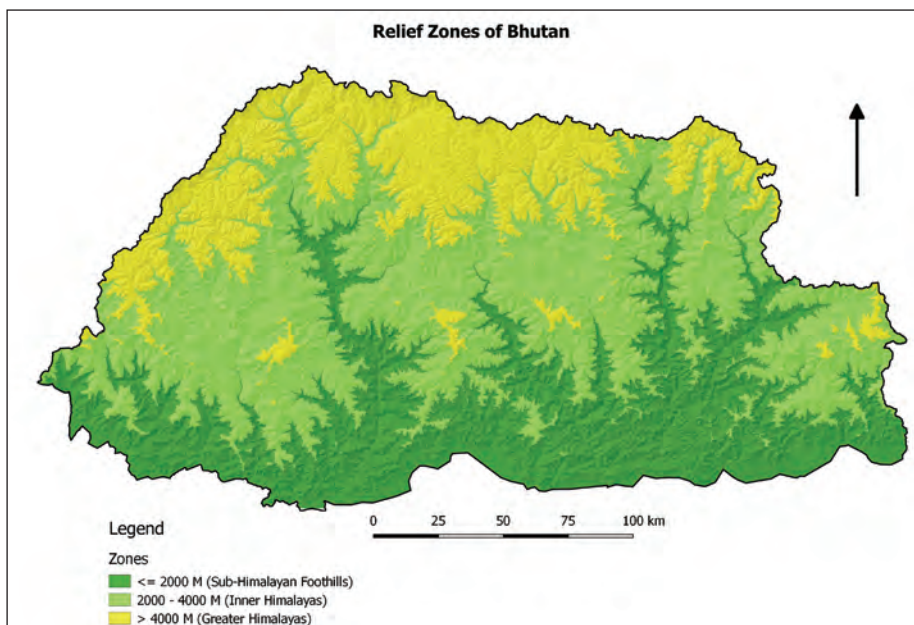 Relief Zones of Bhutan
0 25 50 75 100 km
Legend
Zones
<= 2000 M (Sub-Himalayan Foothills)
2000 - 4000 M (Inner Himalayas)
> 4000 M (Greater Himalayas)